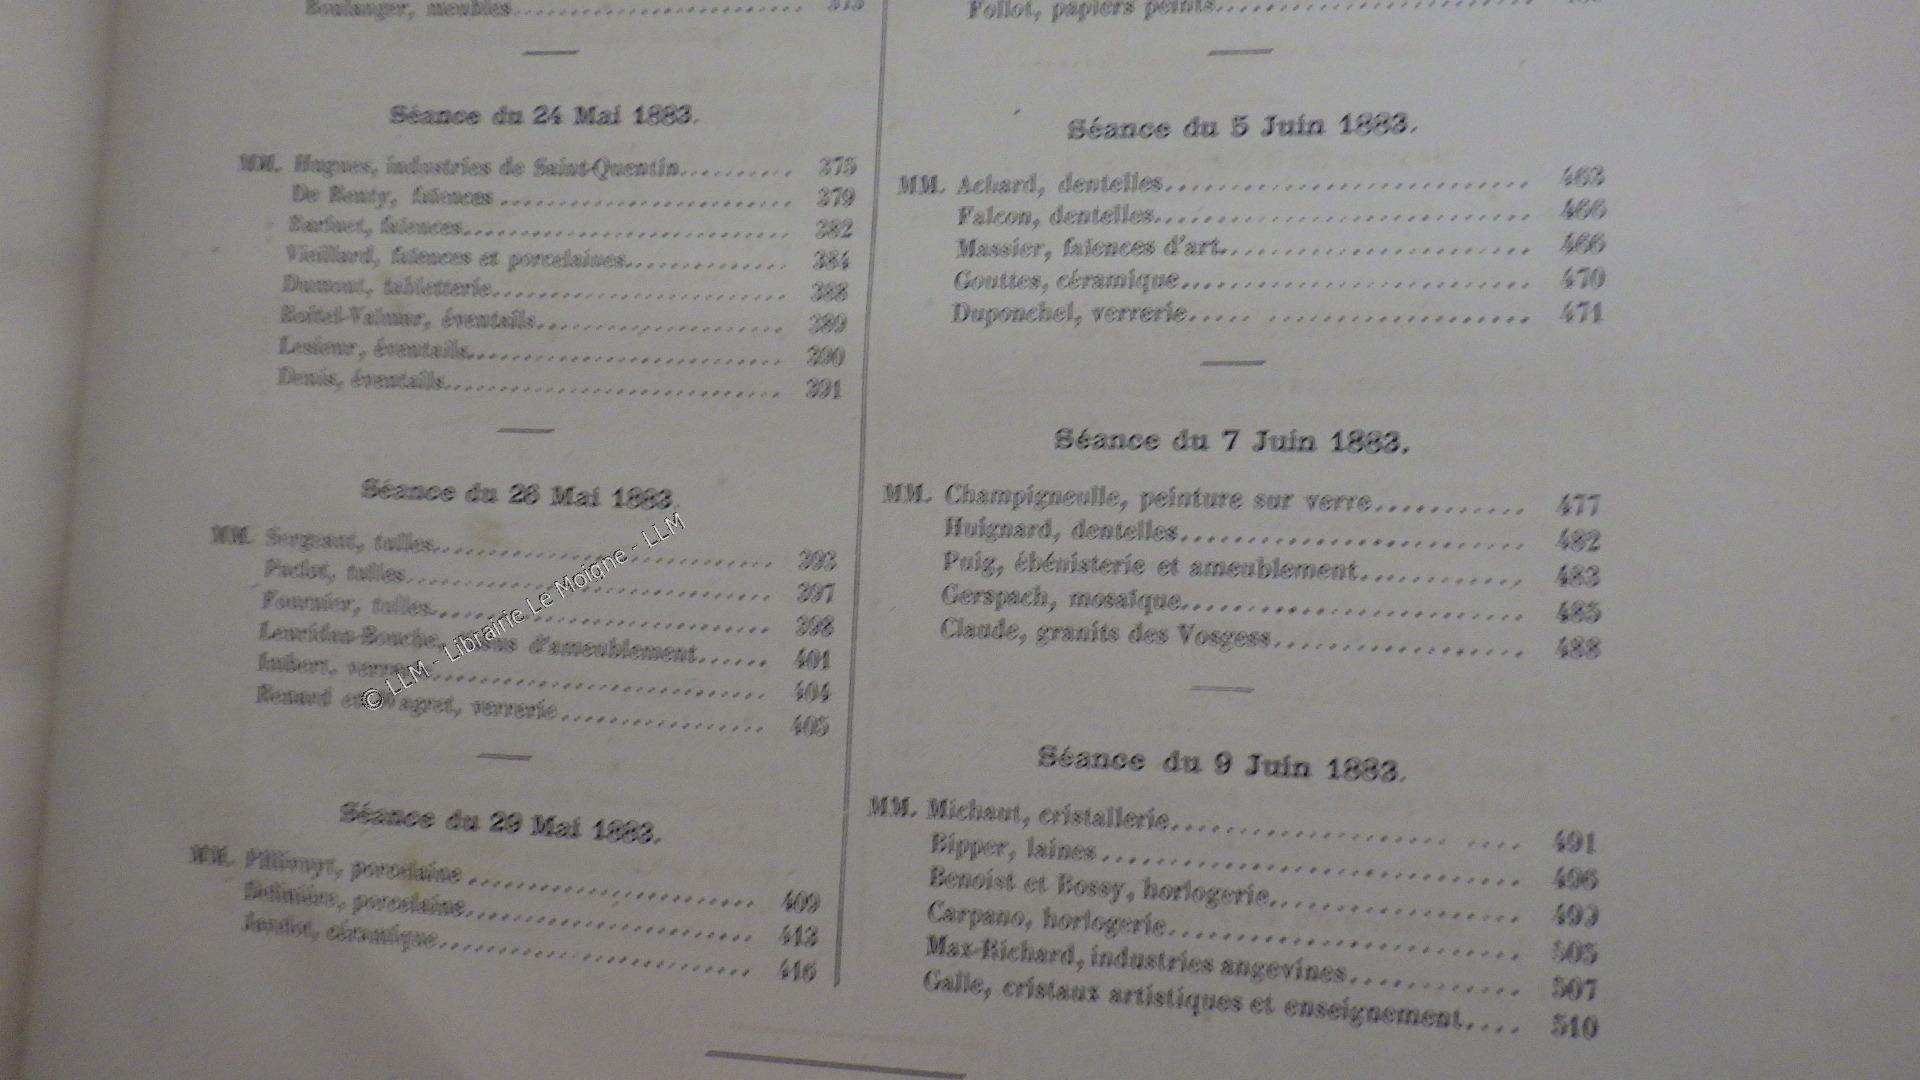 Boulanger, meubles............ 373
Séance du 24 Mai 1883.
MM. Hugues, industries de Saint-Quentin.......... 375
De Renty, faïences .......... 379
faïences.......... 382
Vieillard, faïences et porcelaines.......... 384
Dumont, tabletterie.......... 388
Boitel-Valmer, éventails.......... 389
Lesieur, éventails.......... 390
Denis, éventails.......... 391
Séance du 26 Mai 1883.
MM. Sergeant, tulles.......... 393
tulles.......... 397
Fournier, tulles.......... 398
d'ameublement...... 401
Imbert, .......... 404
Renard et verrerie .......... 405
Séance du 29 Mai 1883.
MM. Pillivuyt, porcelaine .......... 409
porcelaine.......... 413
céramique.......... 416
Follot, papiers peints..........
Séance du 5 Juin 1883.
MM. Achard, dentelles.......... 463
Falcon, dentelles.......... 466
Massier, faïences d'art.......... 466
Gouttes, céramique.......... 470
Duponchel, verrerie..... .......... 471
Séance du 7 Juin 1883.
MM. Champigneulle, peinture sur verre.......... 477
Huignard, dentelles.......... 482
Puig, ébénisterie et ameublement.......... 483
Gerspach, mosaïque.......... 485
Claude, granits des Vosgess.......... 488
Séance du 9 Juin 1883.
MM. Michaut, cristallerie.......... .... 491
Bipper, laines .......... 496
Benoist et Bossy, horlogerie.......... 499
Carpano, horlogerie.......... 505
Max-Richard, industries angevines.......... 507
Galle, cristaux artistiques et enseignement.... 510
© LLM - Librairie Le Moigne - LLM